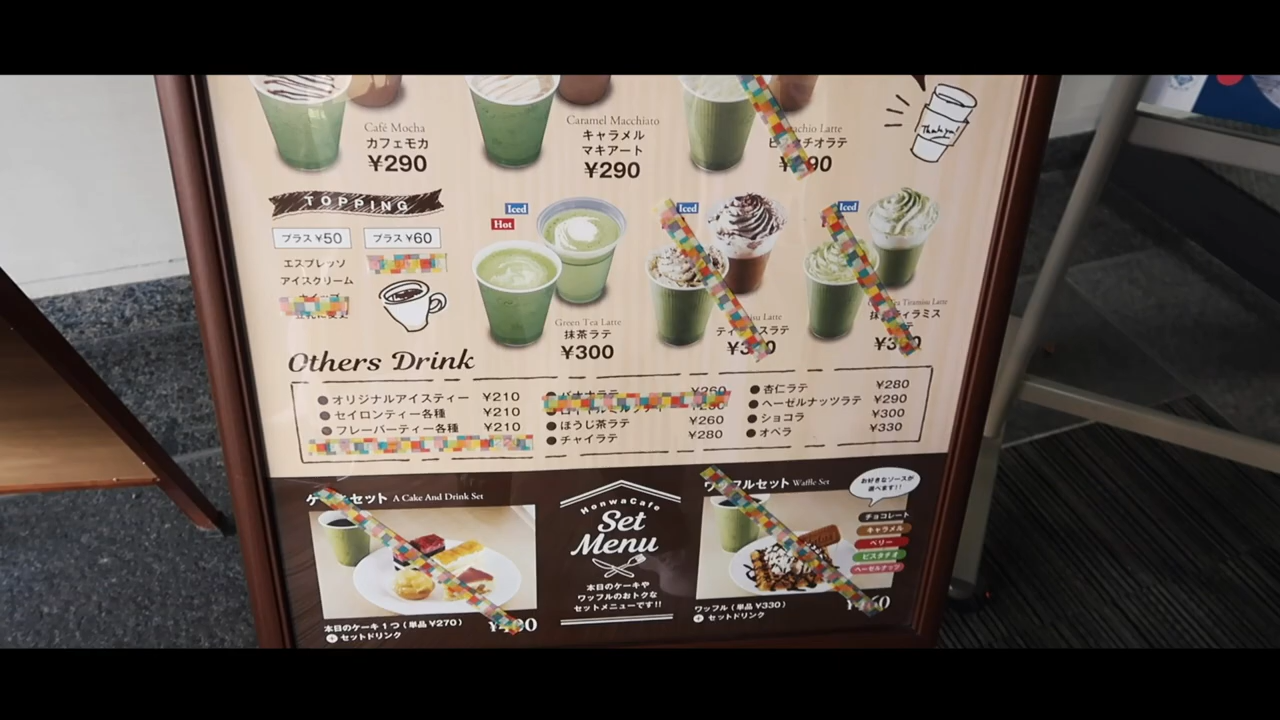 Café Mocha
カフェモカ
¥290
Caramel Macchiato
キャラメル
マキアート
¥290
Latte
Thank you!
TOPPING
プラス ¥50
プラス ¥60
エスプレッソ
アイスクリーム
Iced
Hot
Green Tea Latte
抹茶ラテ
¥300
Iced
Latte
Iced
Tea Tiramisu Latte
Others Drink
オリジナルアイスティー ¥210
セイロンティー各種 ¥210
フレーバーティー各種 ¥210
¥260
ほうじ茶ラテ ¥260
チャイラテ ¥280
杏仁ラテ ¥280
ヘーゼルナッツラテ ¥290
ショコラ ¥300
オペラ ¥330
セット A Cake And Drink Set
本日のケーキ1つ (単品 ¥270)
+ セットドリンク
HonwaCafe
Set
Menu
本日のケーキや
ワッフルのおトクな
セットメニューです!!
ワッフルセット Waffle Set
お好きなソースが
選べます!!
チョコレート
キャラメル
ベリー
ピスタチオ
ヘーゼルナッツ
ワッフル (単品 ¥330)
+ セットドリンク